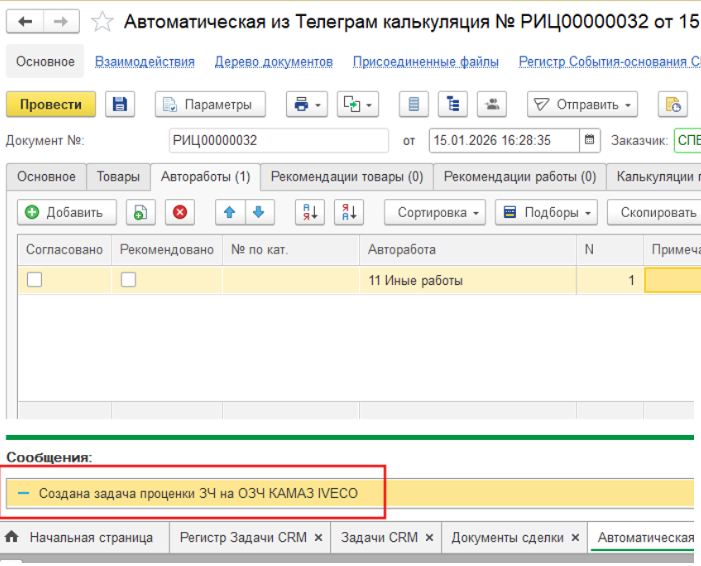 Автоматическая из Телеграм калькуляция № РИЦ00000032 от 15
Основное Взаимодействия Дерево документов Присоединенные файлы Регистр События-основания C
Провести Параметры Отправить
Документ №: РИЦ00000032 от 15.01.2026 16:28:35 Заказчик: СПЕ
Основное Товары Автоработы (1) Рекомендации товары (0) Рекомендации работы (0) Калькуляции
Добавить Сортировка Подборы Скопировать
Согласовано Рекомендовано № по кат. Авторабота N Примеча
11 Иные работы 1
Сообщения:
Создана задача проценки ЗЧ на ОЗЧ КАМАЗ IVECO
Начальная страница Регистр Задачи CRM × Задачи CRM × Документы сделки × Автоматическая